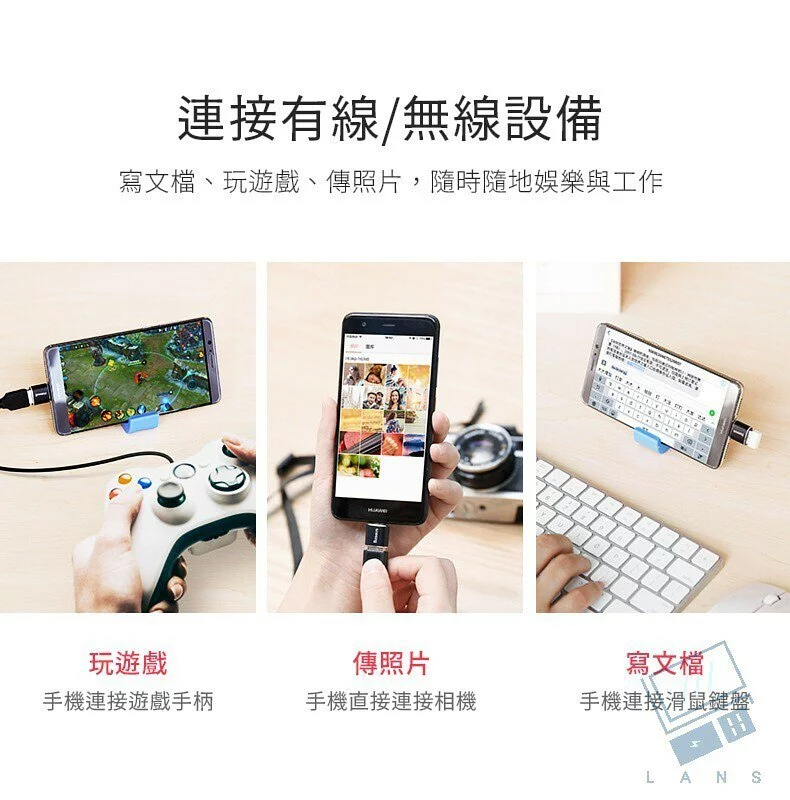 連接有線/無線設備
寫文檔、玩遊戲、傳照片，隨時隨地娛樂與工作
HUAWEI
玩遊戲
傳照片
寫文檔
手機連接遊戲手柄
手機直接連接相機
手機連接滑鼠鍵盤
LANS